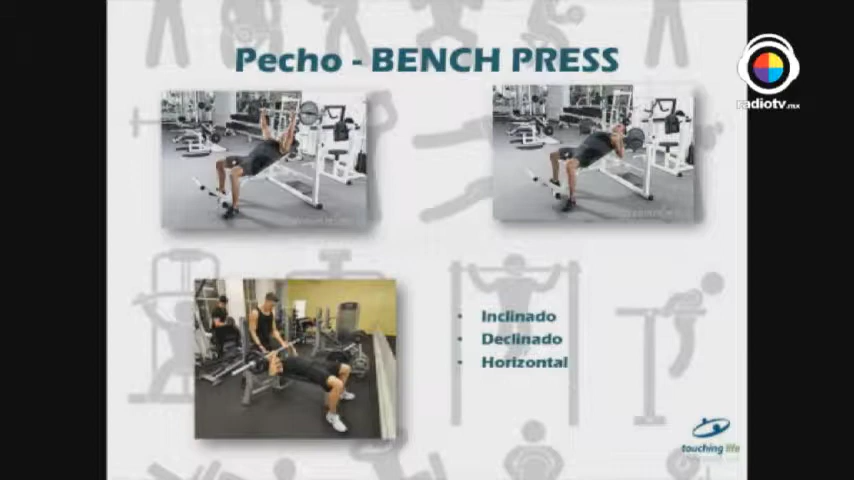 Pecho - BENCH PRESS
radiotv.mx
• Inclinado
• Declinado
• Horizontal
touching life